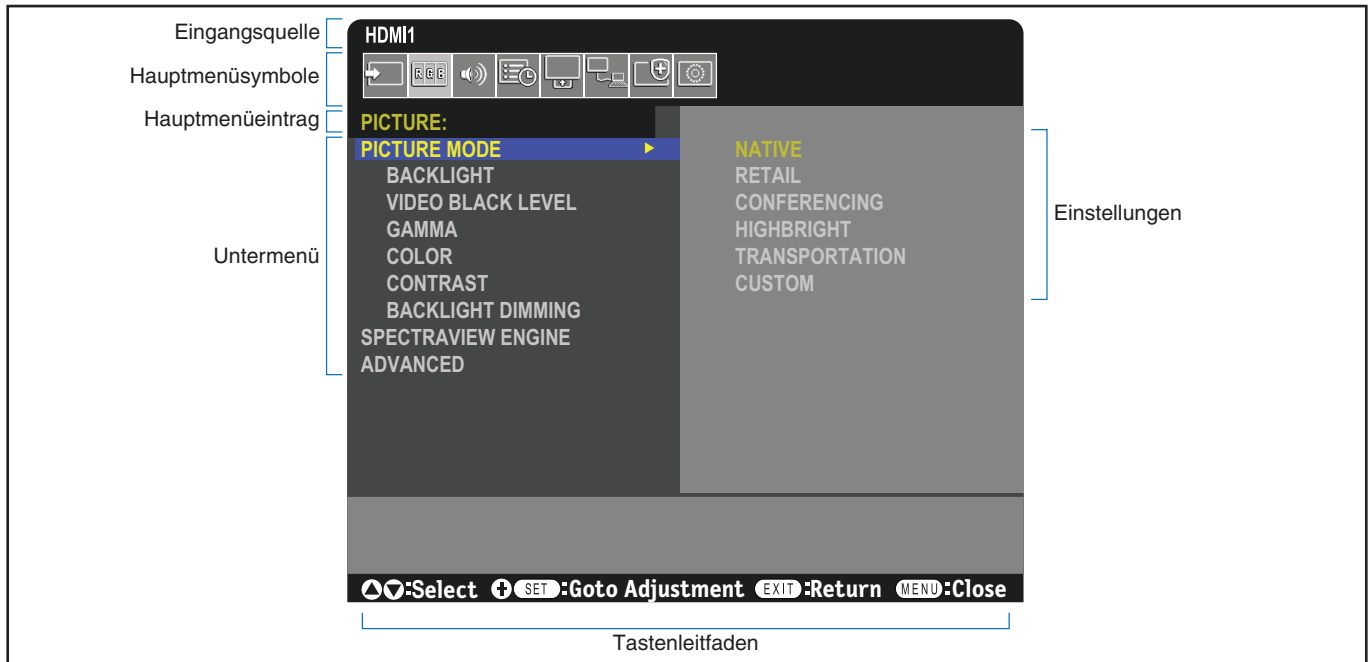 Eingangsquelle
HDMI1
Hauptmenüsymbole
RGB
Hauptmenüeintrag
PICTURE:
PICTURE MODE
BACKLIGHT
VIDEO BLACK LEVEL
GAMMA
COLOR
CONTRAST
BACKLIGHT DIMMING
SPECTRAVIEW ENGINE
ADVANCED
Untermenü
NATIVE
RETAIL
CONFERENCING
HIGHBRIGHT
TRANSPORTATION
CUSTOM
Einstellungen
:Select SET:Goto Adjustment EXIT:Return MENU:Close
Tastenleitfaden